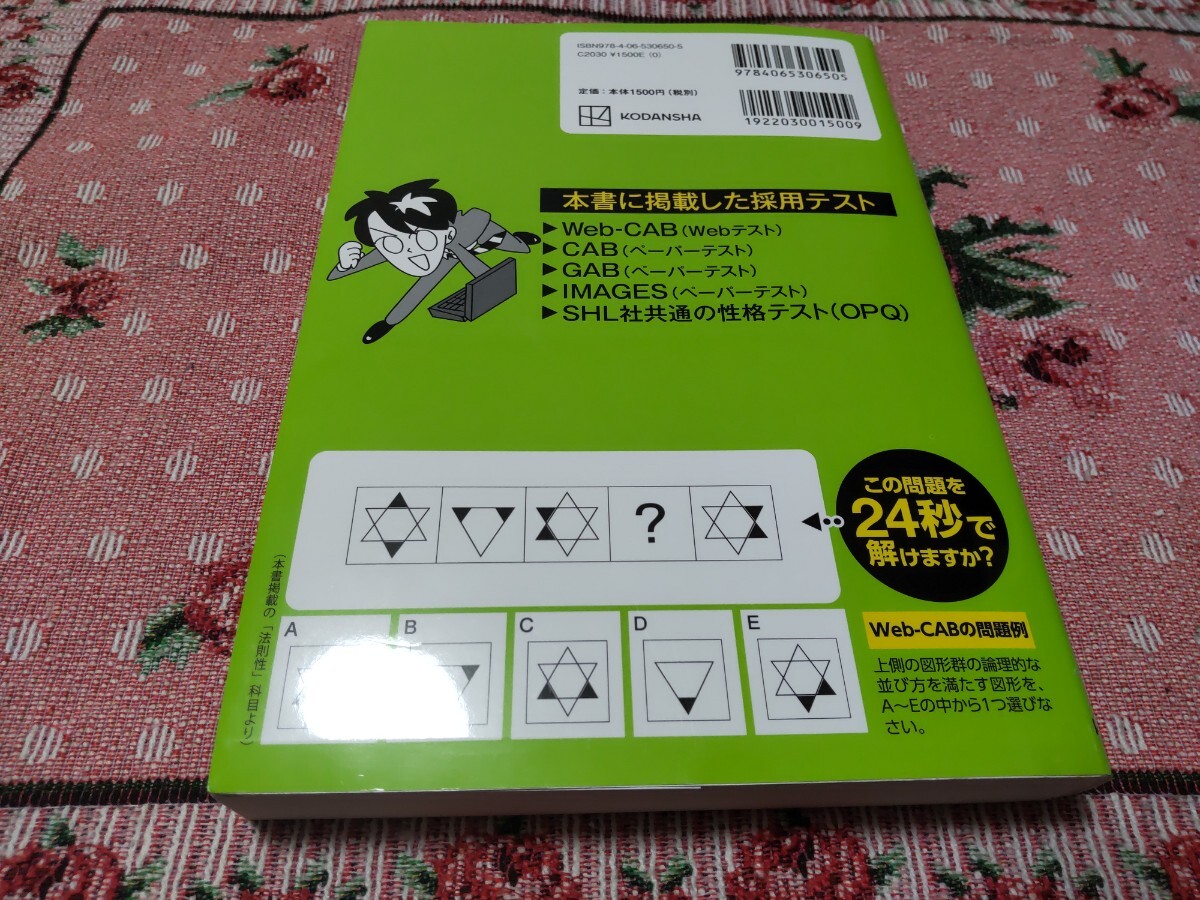 ISBN978-4-06-530650-5
C2030 ¥1500E (0)
9784065306505
定価：本体1500円（税別）
KODANSHA
1922030015009
本書に掲載した採用テスト
▶Web-CAB（Webテスト）
▶CAB（ペーパーテスト）
▶GAB（ペーパーテスト）
▶IMAGES（ペーパーテスト）
▶SHL社共通の性格テスト（OPQ）
?
この問題を
24秒で
解けますか?
A
B
C
D
E
（本書掲載の「法則性」科目より）
Web-CABの問題例
上側の図形群の論理的な
並び方を満たす図形を、
A～Eの中から1つ選びな
さい。